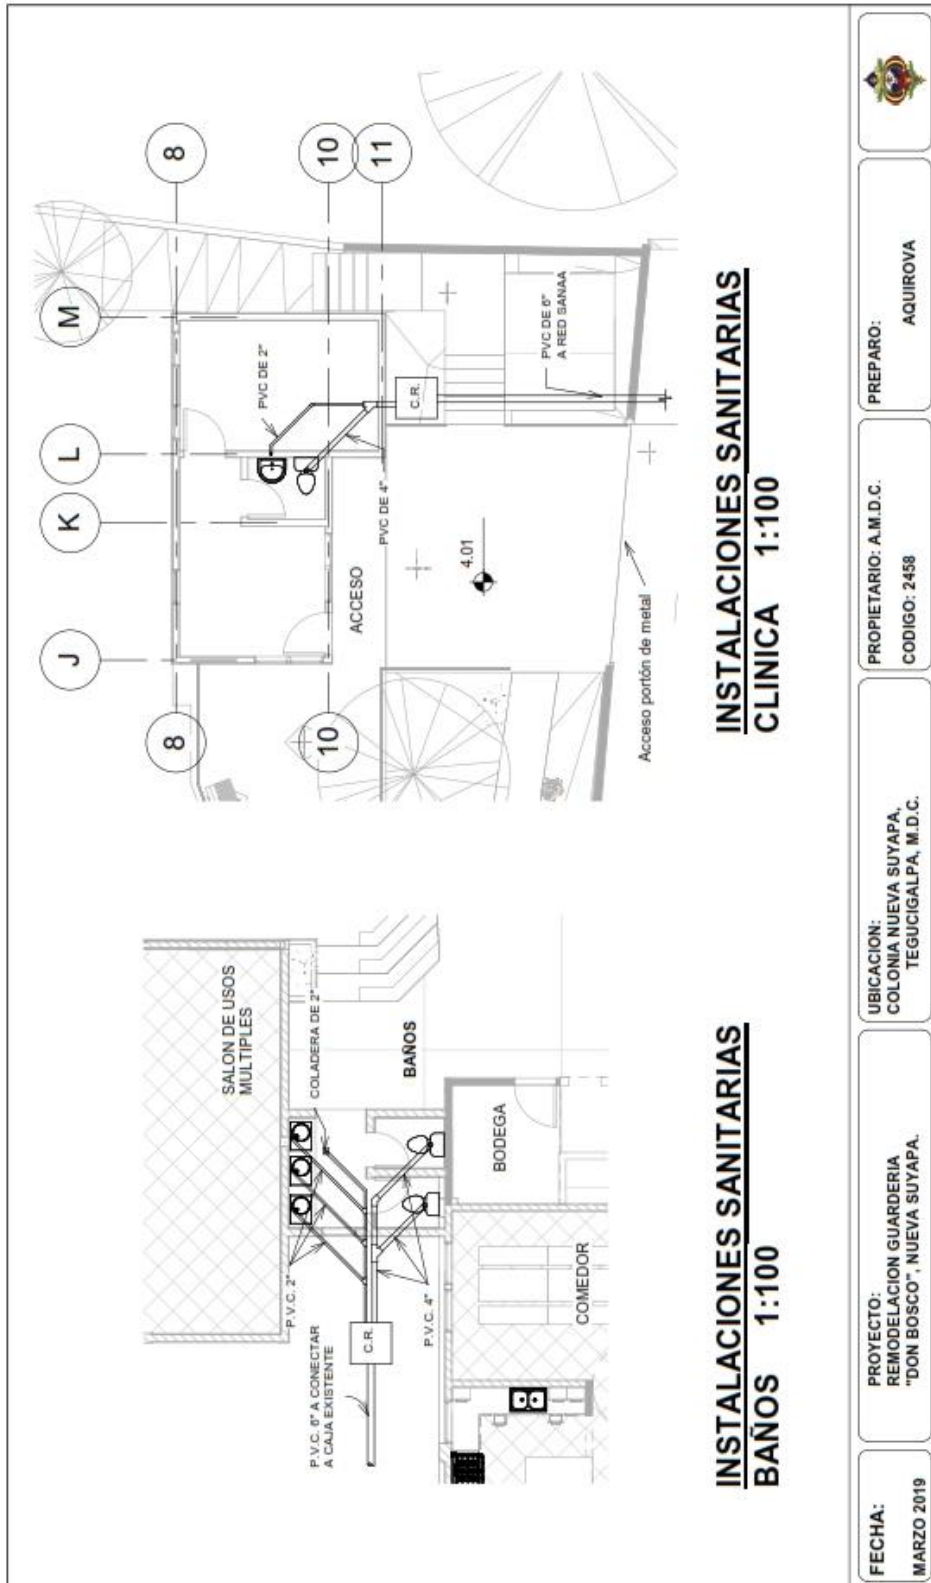 SALON DE USOS
MULTIPLES
COLADERA DE 2"
BAÑOS
BODEGA
COMEDOR
P.V.C. 2"
P.V.C. 4"
C.R.
P.V.C. 6" A CONECTAR
A CAJA EXISTENTE
INSTALACIONES SANITARIAS
BAÑOS 1:100
J
K
L
M
8
8
10
10
11
PVC DE 2"
PVC DE 4"
ACCESO
C.R.
4.01
PVC DE 6"
A RED SANAA
Acceso portón de metal
INSTALACIONES SANITARIAS
CLINICA 1:100
FECHA:
MARZO 2019
PROYECTO:
REMODELACION GUARDERIA
"DON BOSCO", NUEVA SUYAPA.
UBICACION:
COLONIA NUEVA SUYAPA,
TEGUCIGALPA, M.D.C.
PROPIETARIO: A.M.D.C.
CODIGO: 2458
PREPARO:
AQUIROVA